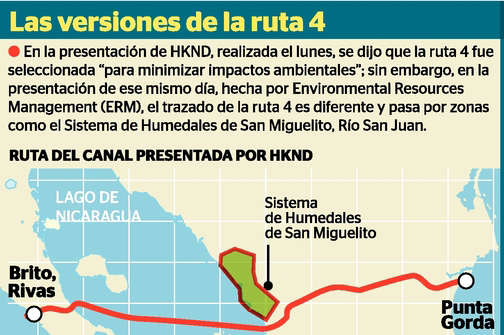 Las versiones de la ruta 4
● En la presentación de HKND, realizada el lunes, se dijo que la ruta 4 fue
seleccionada “para minimizar impactos ambientales”; sin embargo, en la
presentación de ese mismo día, hecha por Environmental Resources
Management (ERM), el trazado de la ruta 4 es diferente y pasa por zonas
como el Sistema de Humedales de San Miguelito, Río San Juan.
RUTA DEL CANAL PRESENTADA POR HKND
LAGO DE
NICARAGUA
Sistema
de Humedales
de San Miguelito
Brito,
Rivas
Punta
Gorda